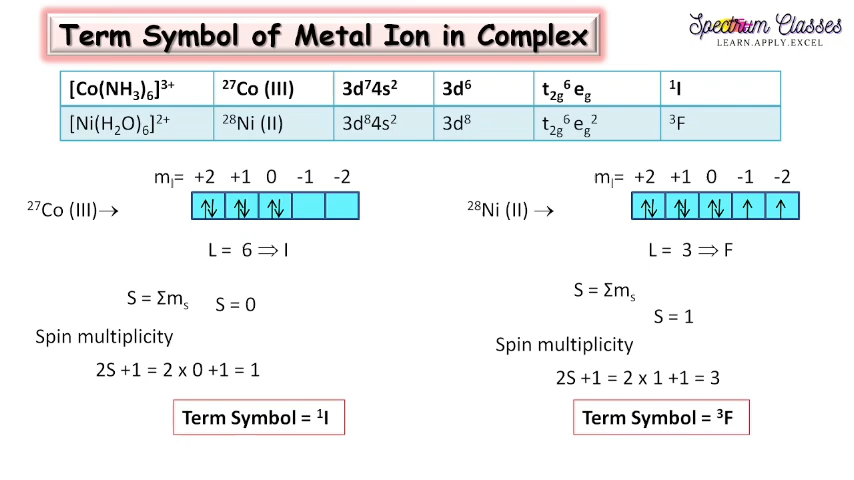 Term Symbol of Metal Ion in Complex
Spectrum Classes
LEARN.APPLY.EXCEL
[Co(NH₃)₆]³⁺ ²⁷Co (III) 3d⁷4s² 3d⁶ t₂g⁶ eg ¹I
[Ni(H₂O)₆]²⁺ ²⁸Ni (II) 3d⁸4s² 3d⁸ t₂g⁶ eg² ³F
mₗ= +2 +1 0 -1 -2
²⁷Co (III)→
L = 6 ⇒ I
S = Σmₛ S = 0
Spin multiplicity
2S +1 = 2 x 0 +1 = 1
Term Symbol = ¹I
mₗ= +2 +1 0 -1 -2
²⁸Ni (II) →
L = 3 ⇒ F
S = Σmₛ
S = 1
Spin multiplicity
2S +1 = 2 x 1 +1 = 3
Term Symbol = ³F